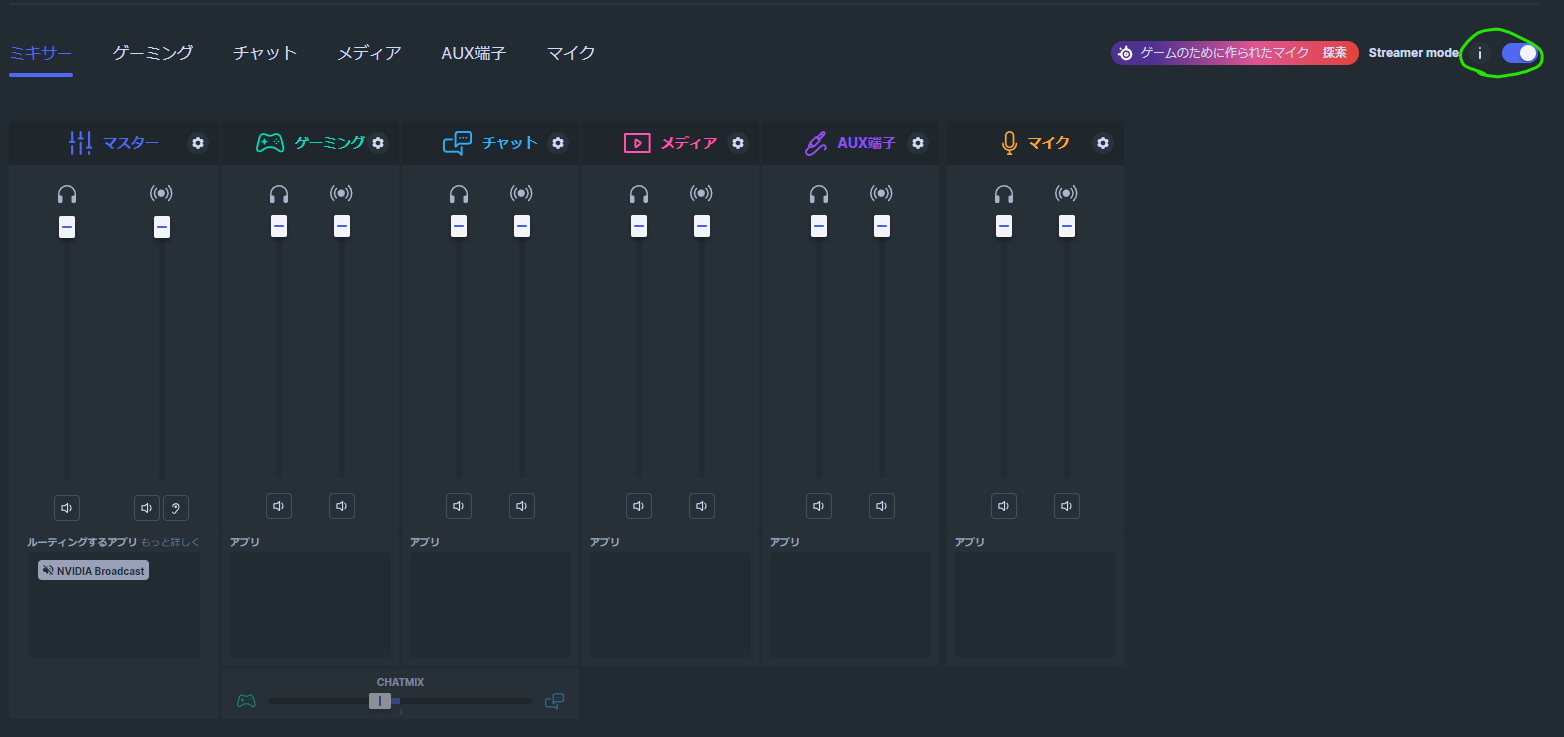 ミキサー ゲーミング チャット メディア AUX端子 マイク ゲームのために作られたマイク 探索 Streamer mode i
マスター ゲーミング チャット メディア AUX端子 マイク
ルーティングするアプリ もっと詳しく アプリ アプリ アプリ アプリ アプリ
NVIDIA Broadcast
CHATMIX